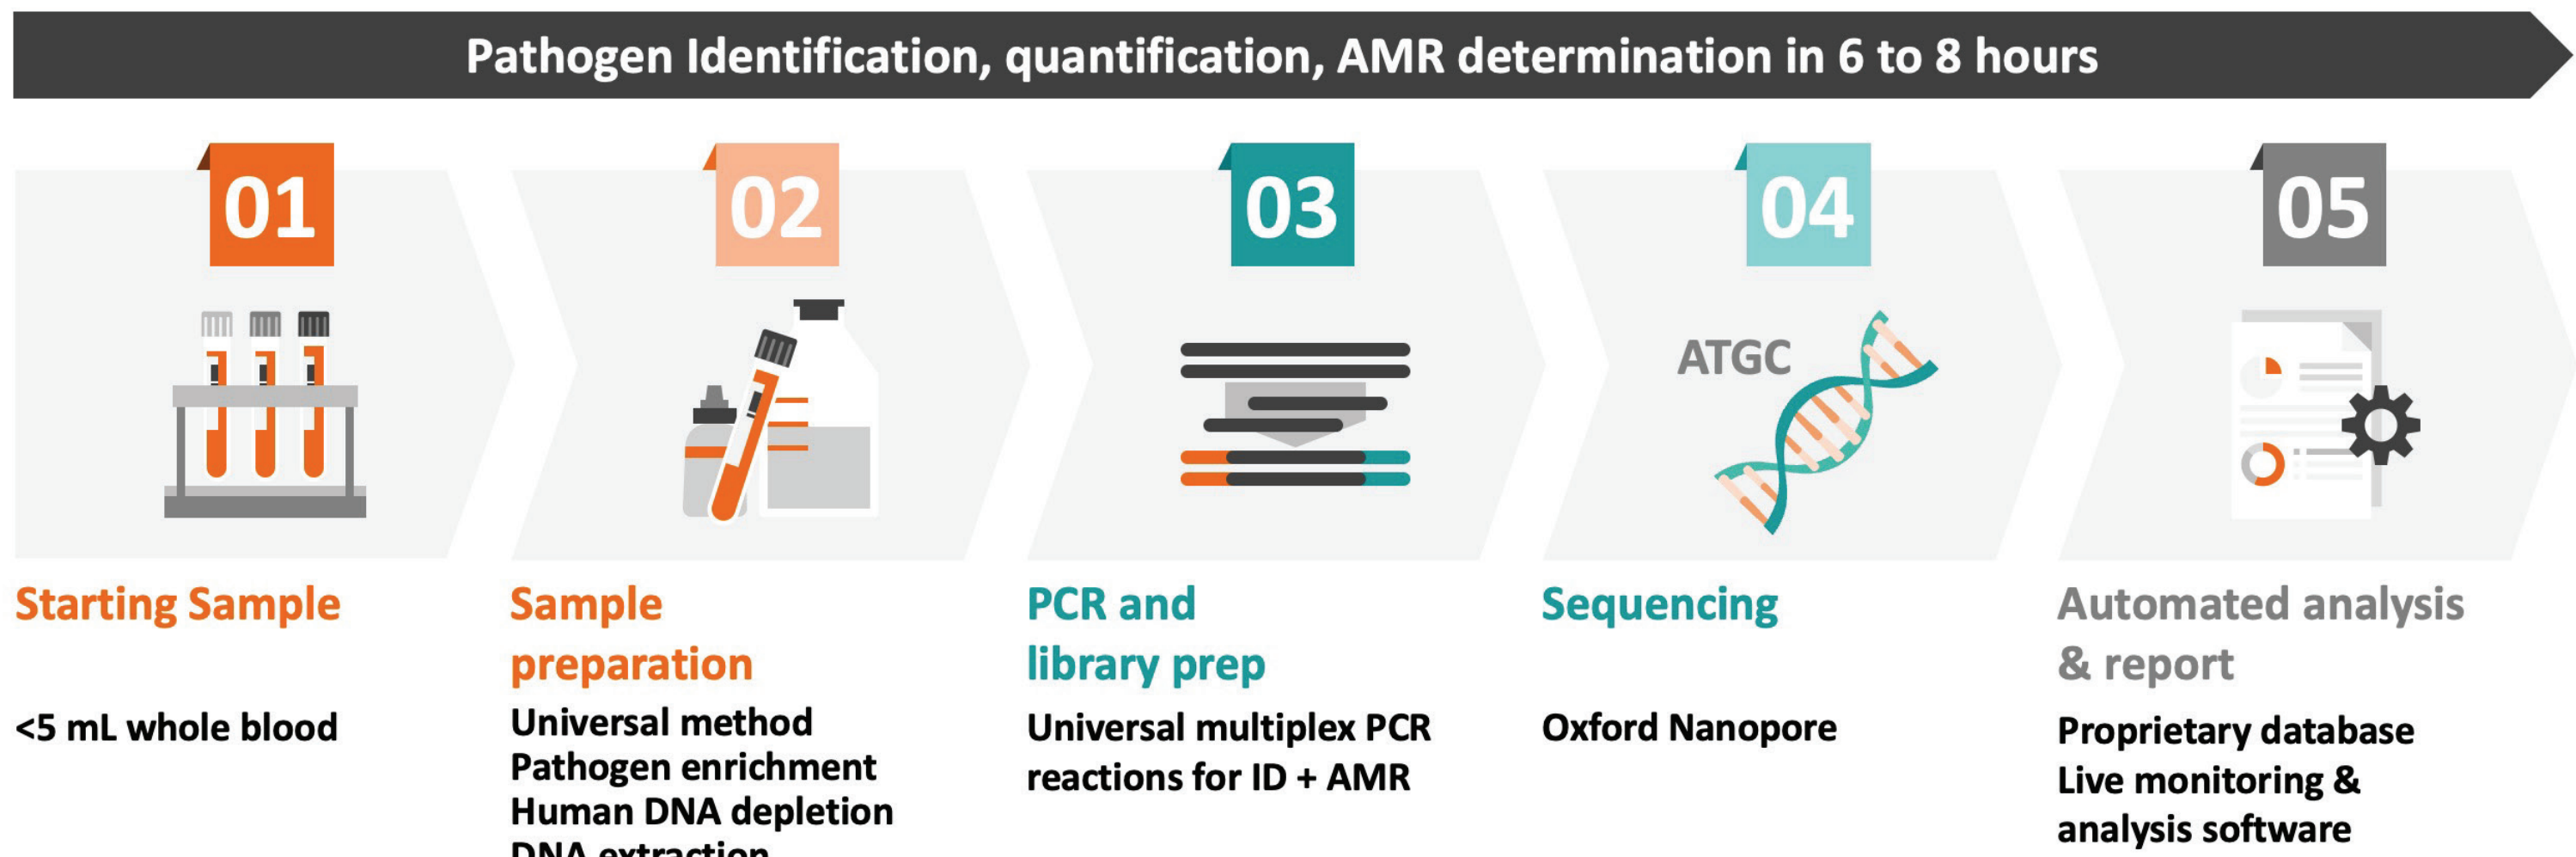 Pathogen Identification, quantification, AMR determination in 6 to 8 hours
01
02
03
04
05
ATGC
Starting Sample
<5 mL whole blood
Sample
preparation
Universal method
Pathogen enrichment
Human DNA depletion
DNA extraction
PCR and
library prep
Universal multiplex PCR
reactions for ID + AMR
Sequencing
Oxford Nanopore
Automated analysis
& report
Proprietary database
Live monitoring &
analysis software